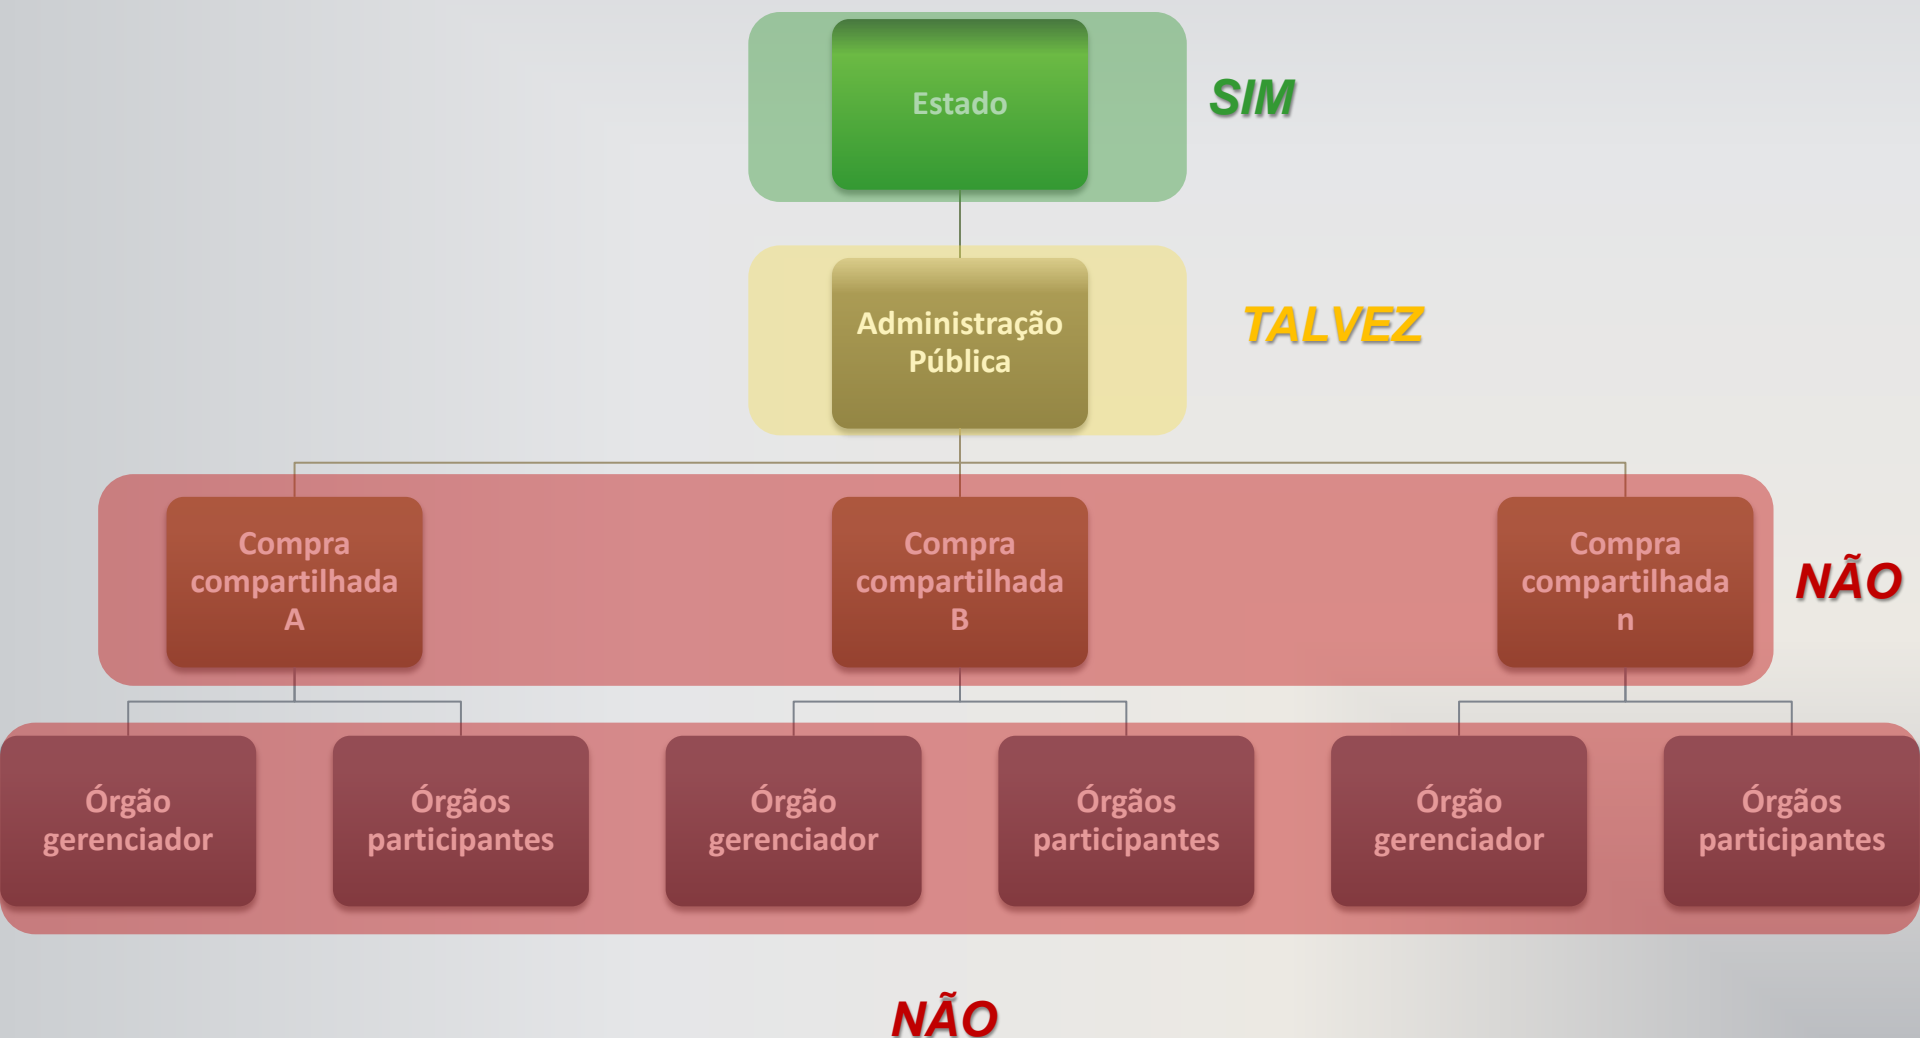 Estado
SIM
Administração
Pública
TALVEZ
Compra
compartilhada
A
Compra
compartilhada
B
Compra
compartilhada
n
NÃO
Órgão
gerenciador
Órgãos
participantes
Órgão
gerenciador
Órgãos
participantes
Órgão
gerenciador
Órgãos
participantes
NÃO